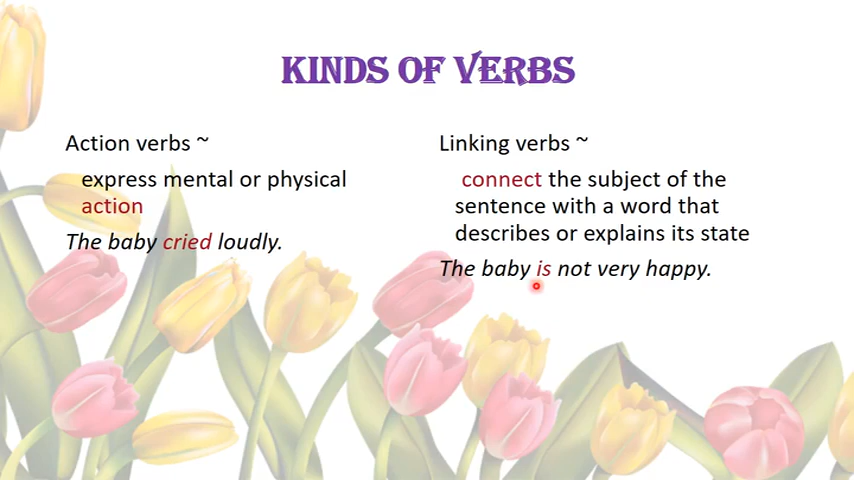 KINDS OF VERBS
Action verbs ~
express mental or physical
action
The baby cried loudly.
Linking verbs ~
connect the subject of the
sentence with a word that
describes or explains its state
The baby is not very happy.